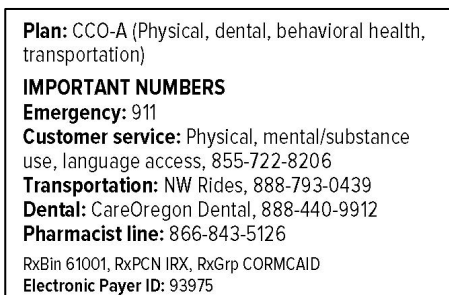 Plan: CCO-A (Physical, dental, behavioral health,
transportation)
IMPORTANT NUMBERS
Emergency: 911
Customer service: Physical, mental/substance
use, language access, 855-722-8206
Transportation: NW Rides, 888-793-0439
Dental: CareOregon Dental, 888-440-9912
Pharmacist line: 866-843-5126
RxBin 61001, RxPCN IRX, RxGrp CORMCAID
Electronic Payer ID: 93975